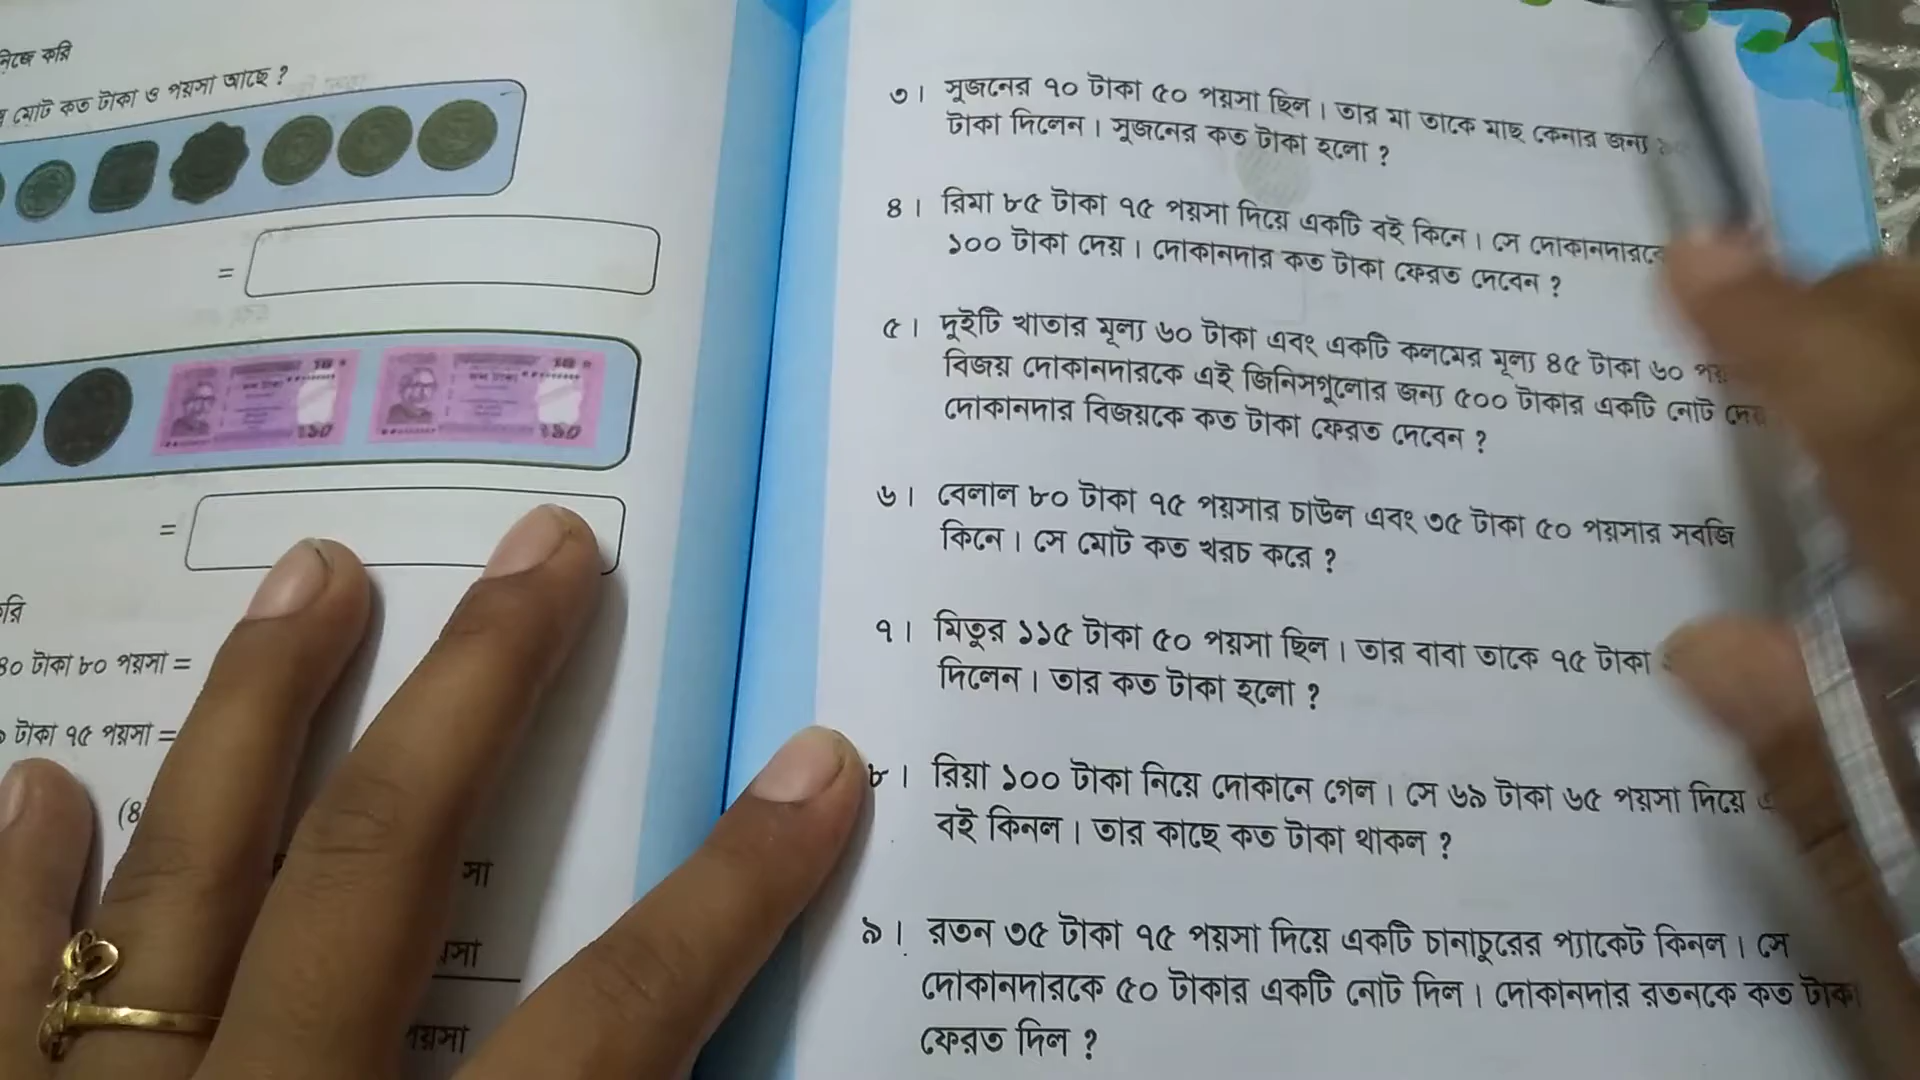 নিজে করি
মোট কত টাকা ও পয়সা আছে ?
=
=
৪০ টাকা ৮০ পয়সা =
টাকা ৭৫ পয়সা =
(৪
সা
য়সা
পয়সা
৩। সুজনের ৭০ টাকা ৫০ পয়সা ছিল। তার মা তাকে মাছ কেনার জন্য
টাকা দিলেন। সুজনের কত টাকা হলো ?
৪। রিমা ৮৫ টাকা ৭৫ পয়সা দিয়ে একটি বই কিনে। সে দোকানদারকে
১০০ টাকা দেয়। দোকানদার কত টাকা ফেরত দেবেন ?
৫। দুইটি খাতার মূল্য ৬০ টাকা এবং একটি কলমের মূল্য ৪৫ টাকা ৬০
বিজয় দোকানদারকে এই জিনিসগুলোর জন্য ৫০০ টাকার একটি নোট দেয়
দোকানদার বিজয়কে কত টাকা ফেরত দেবেন ?
৬। বেলাল ৮০ টাকা ৭৫ পয়সার চাউল এবং ৩৫ টাকা ৫০ পয়সার সবজি
কিনে। সে মোট কত খরচ করে ?
৭। মিতুর ১১৫ টাকা ৫০ পয়সা ছিল। তার বাবা তাকে ৭৫ টাকা
দিলেন। তার কত টাকা হলো ?
৮। রিয়া ১০০ টাকা নিয়ে দোকানে গেল। সে ৬৯ টাকা ৬৫ পয়সা দিয়ে
বই কিনল। তার কাছে কত টাকা থাকল ?
৯। রতন ৩৫ টাকা ৭৫ পয়সা দিয়ে একটি চানাচুরের প্যাকেট কিনল। সে
দোকানদারকে ৫০ টাকার একটি নোট দিল। দোকানদার রতনকে কত টাকা
ফেরত দিল ?